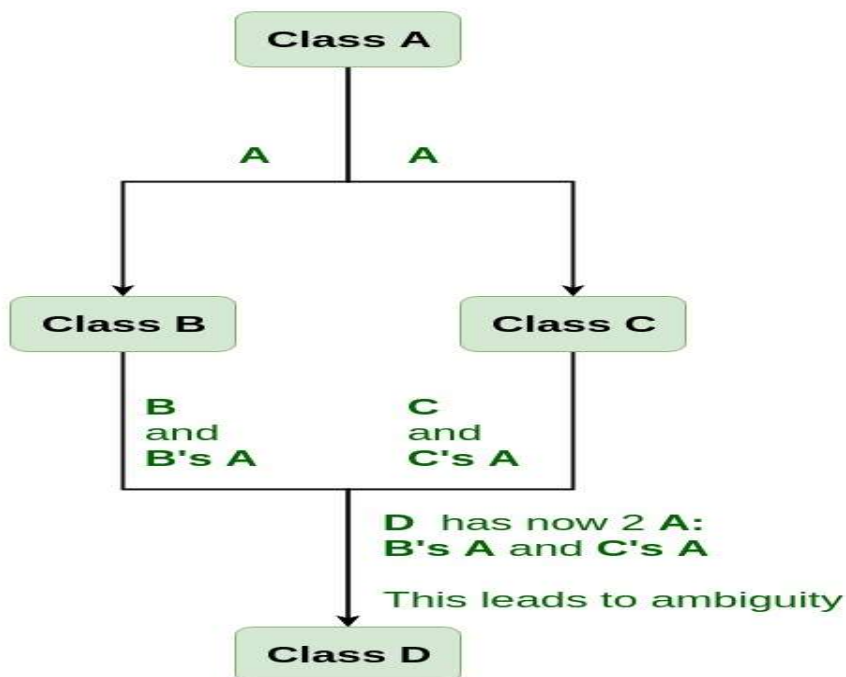 Class A
A
A
Class B
Class C
B
and
B's A
C
and
C's A
D has now 2 A:
B's A and C's A
This leads to ambiguity
Class D